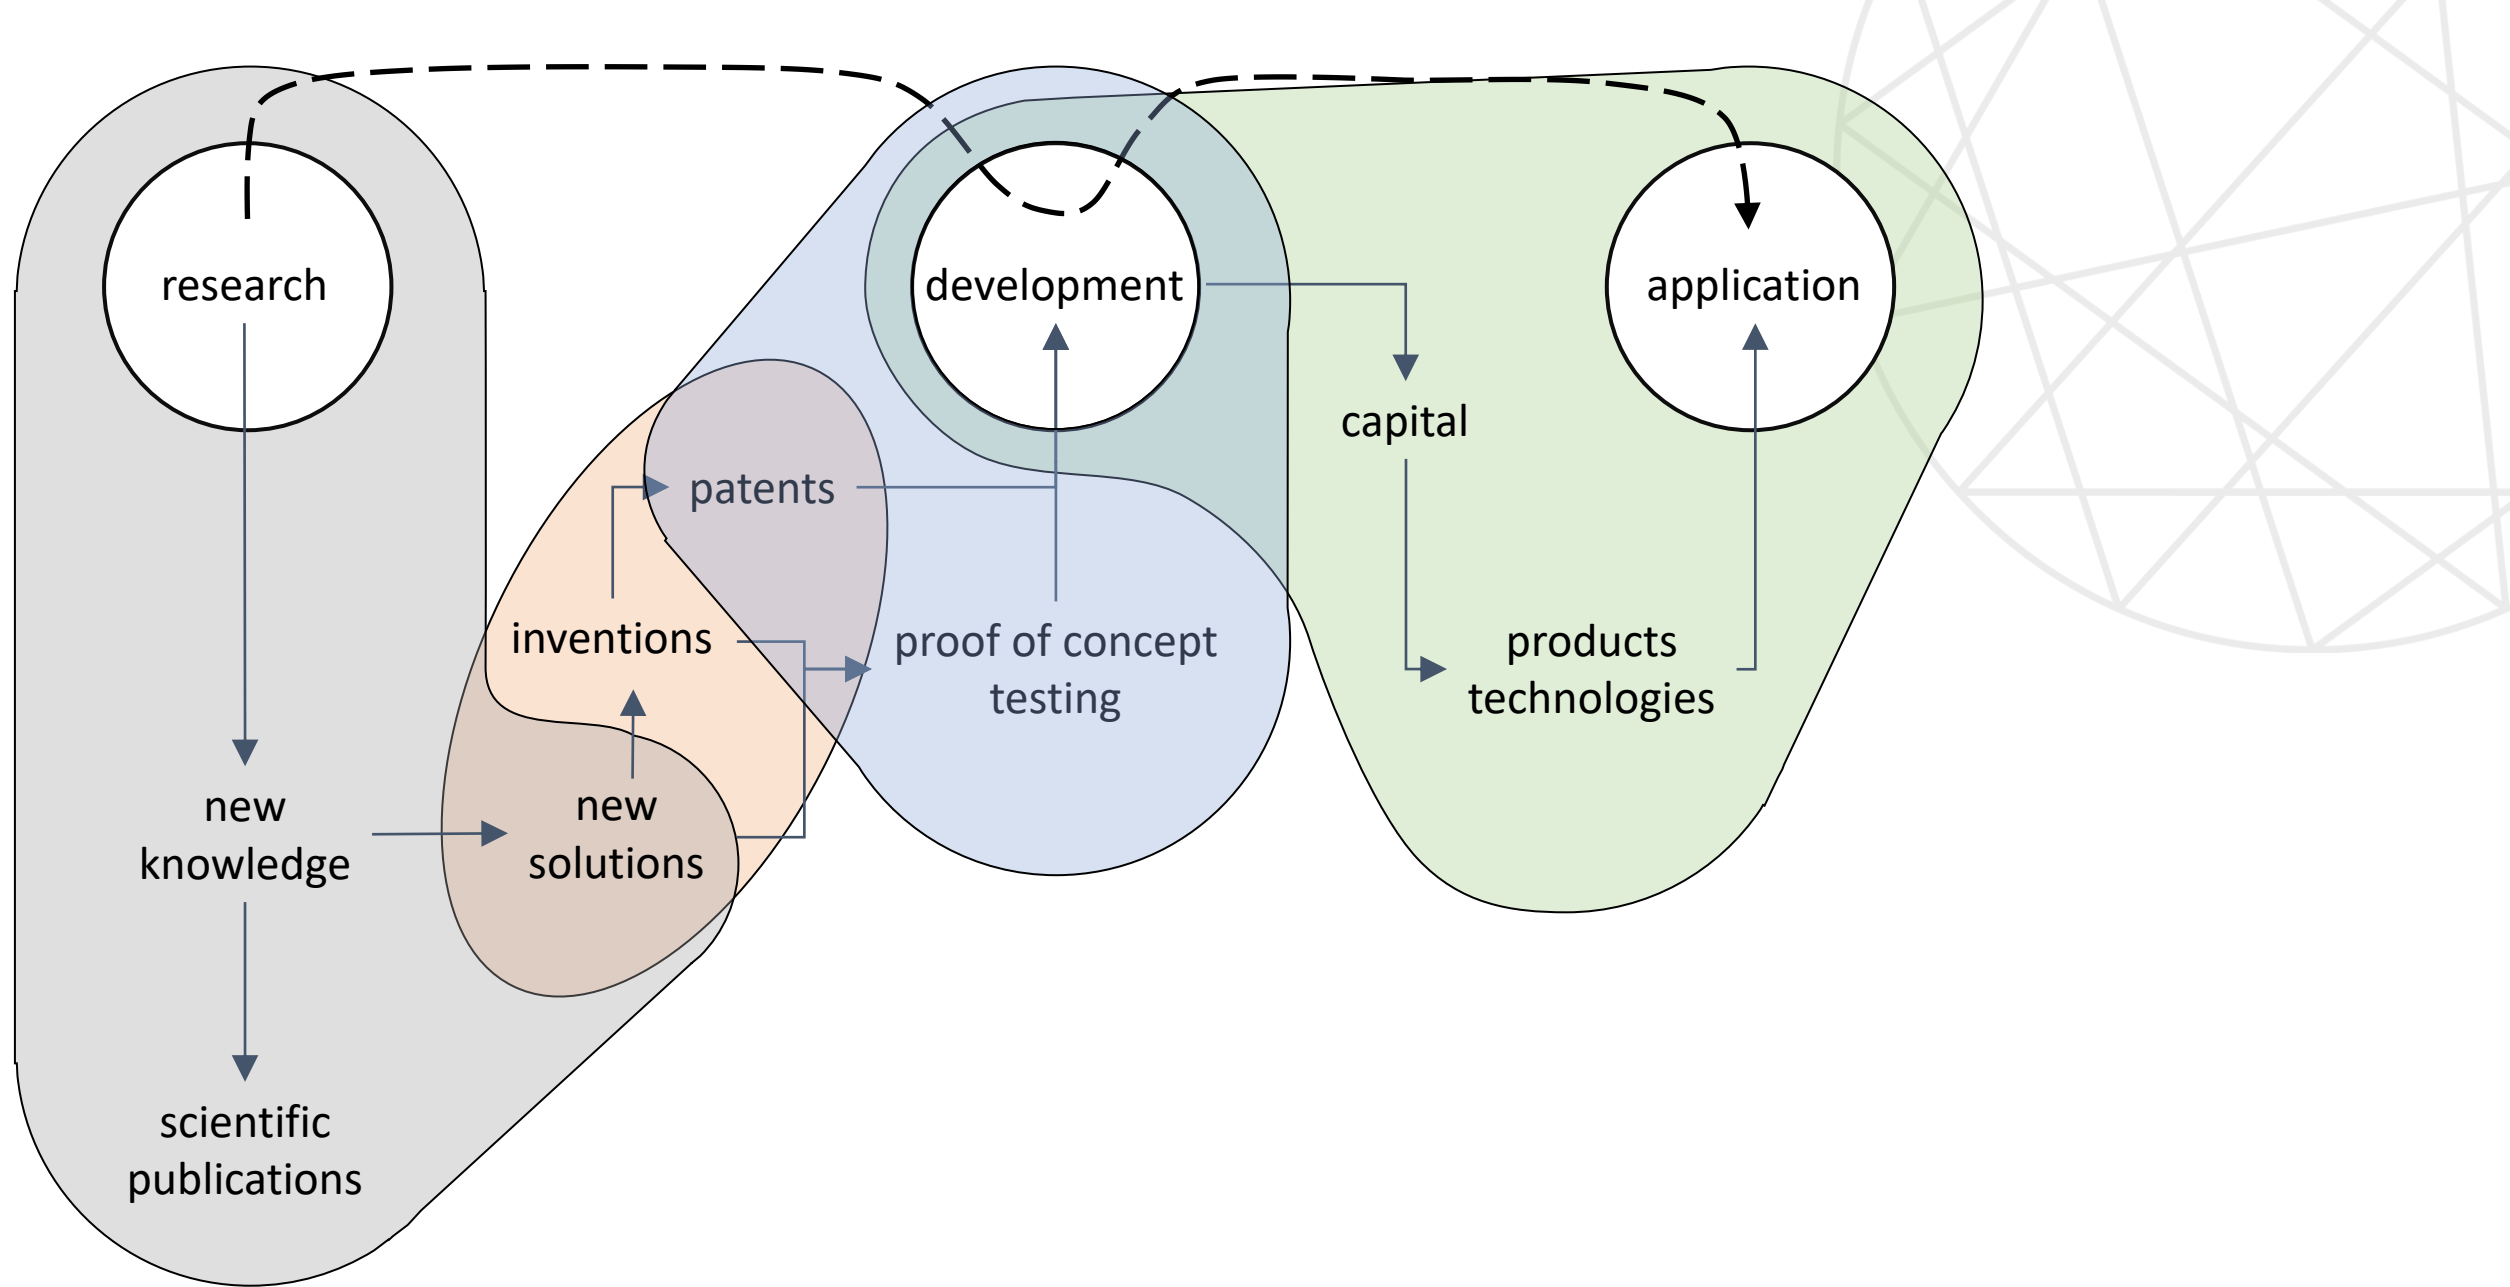 research
development
application
capital
patents
inventions
proof of concept
testing
products
technologies
new
knowledge
new
solutions
scientific
publications